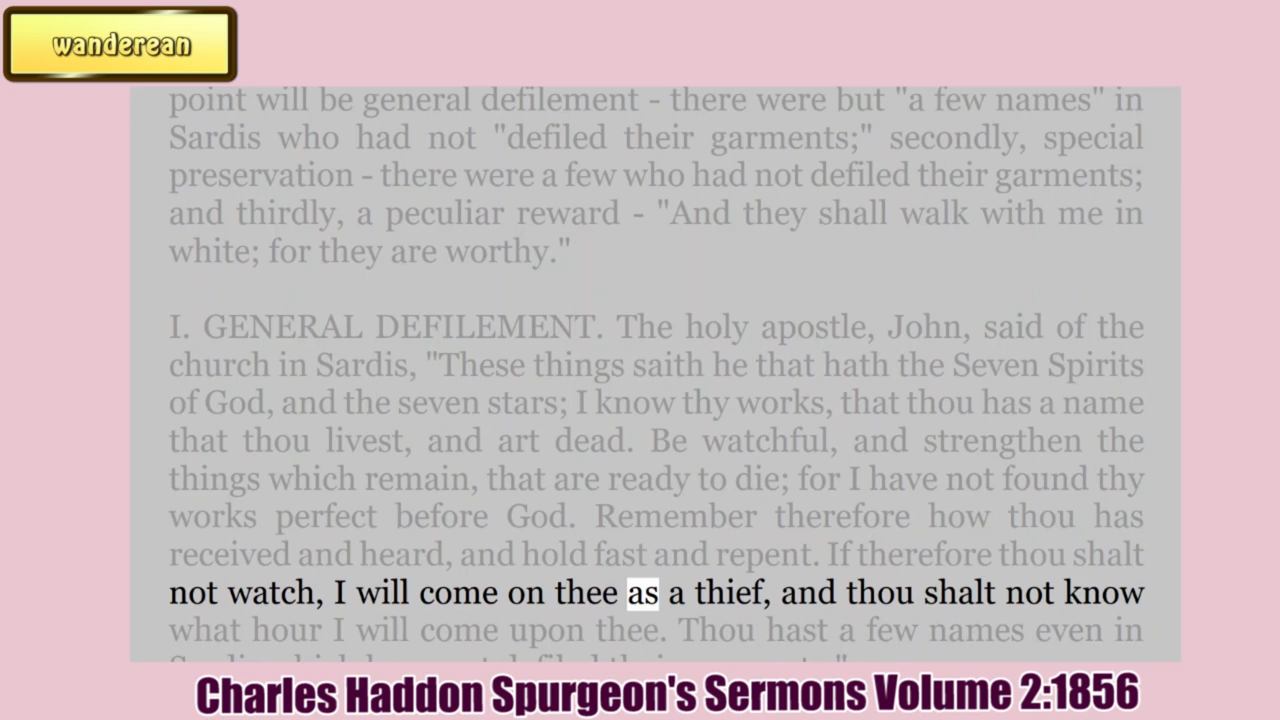 wanderean
point will be general defilement - there were but "a few names" in
Sardis who had not "defiled their garments;" secondly, special
preservation - there were a few who had not defiled their garments;
and thirdly, a peculiar reward - "And they shall walk with me in
white; for they are worthy."
I. GENERAL DEFILEMENT. The holy apostle, John, said of the
church in Sardis, "These things saith he that hath the Seven Spirits
of God, and the seven stars; I know thy works, that thou has a name
that thou livest, and art dead. Be watchful, and strengthen the
things which remain, that are ready to die; for I have not found thy
works perfect before God. Remember therefore how thou has
received and heard, and hold fast and repent. If therefore thou shalt
not watch, I will come on thee as a thief, and thou shalt not know
what hour I will come upon thee. Thou hast a few names even in
Charles Haddon Spurgeon's Sermons Volume 2:1856